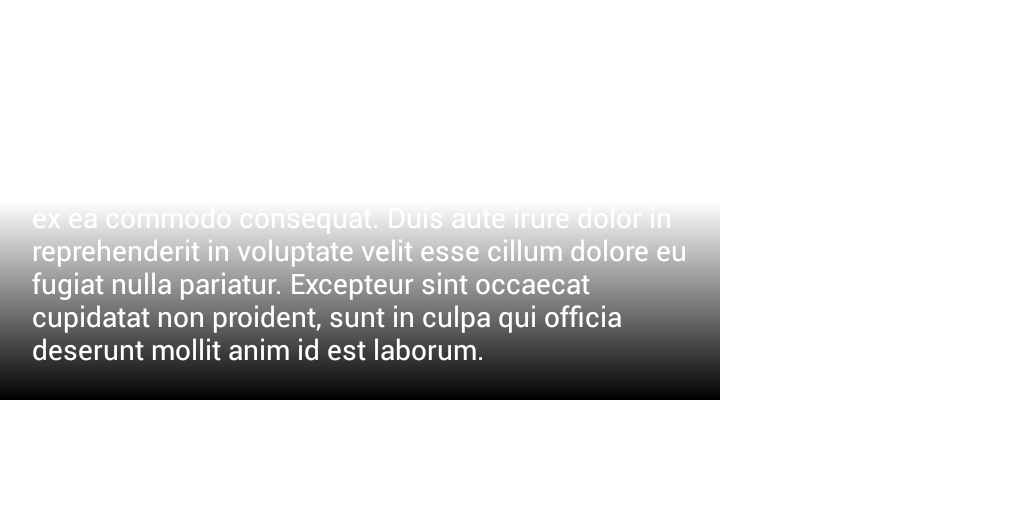 ex ea commodo consequat. Duis aute irure dolor in
reprehenderit in voluptate velit esse cillum dolore eu
fugiat nulla pariatur. Excepteur sint occaecat
cupidatat non proident, sunt in culpa qui officia
deserunt mollit anim id est laborum.